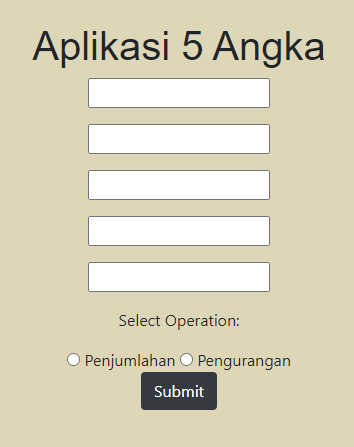 Aplikasi 5 Angka
Select Operation:
Penjumlahan Pengurangan
Submit